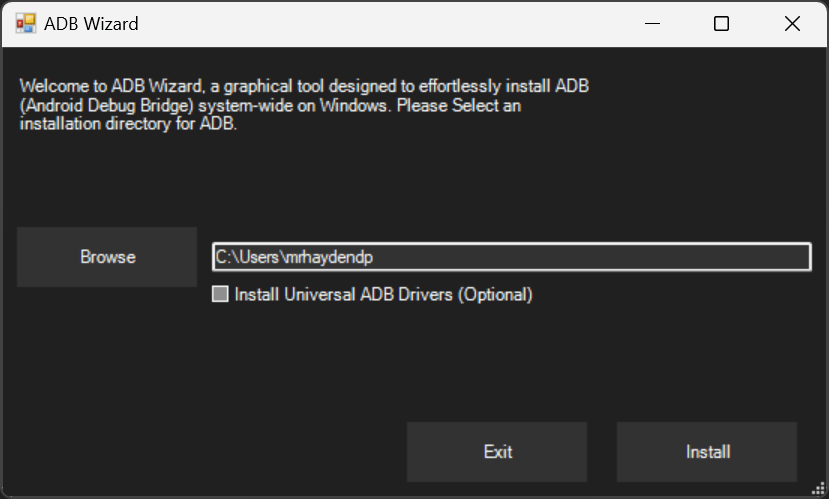 ADB Wizard
Welcome to ADB Wizard, a graphical tool designed to effortlessly install ADB
(Android Debug Bridge) system-wide on Windows. Please Select an
installation directory for ADB.
Browse
C:\Users\mrhaydendp
Install Universal ADB Drivers (Optional)
Exit
Install